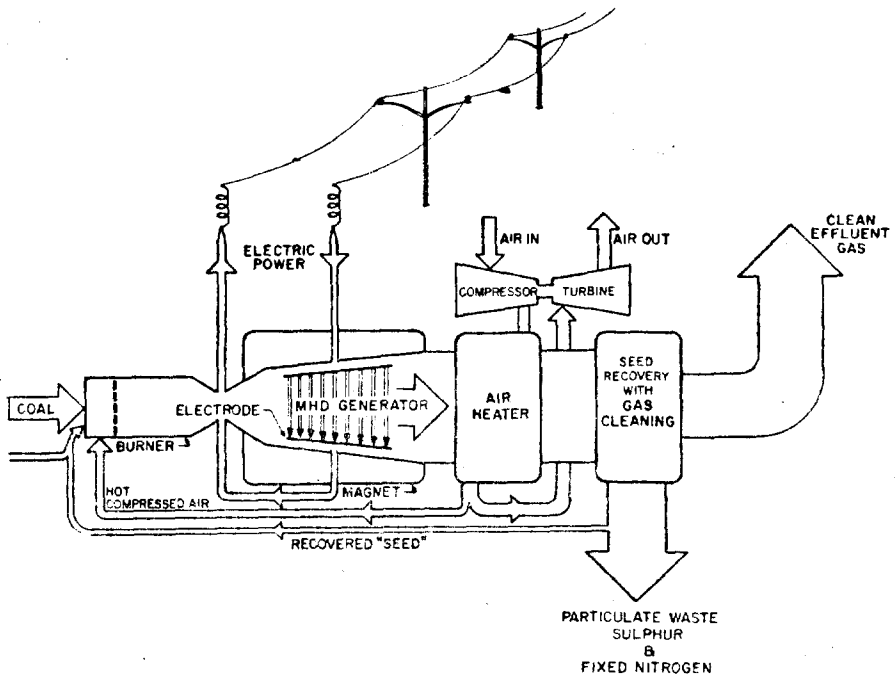 CLEAN
EFFLUENT
GAS
AIR IN
AIR OUT
ELECTRIC
POWER
COMPRESSOR
TURBINE
SEED
RECOVERY
WITH
GAS
CLEANING
AIR
HEATER
COAL
ELECTRODE
MHD GENERATOR
BURNER
HOT
COMPRESSED AIR
MAGNET
RECOVERED "SEED"
PARTICULATE WASTE
SULPHUR
&
FIXED NITROGEN